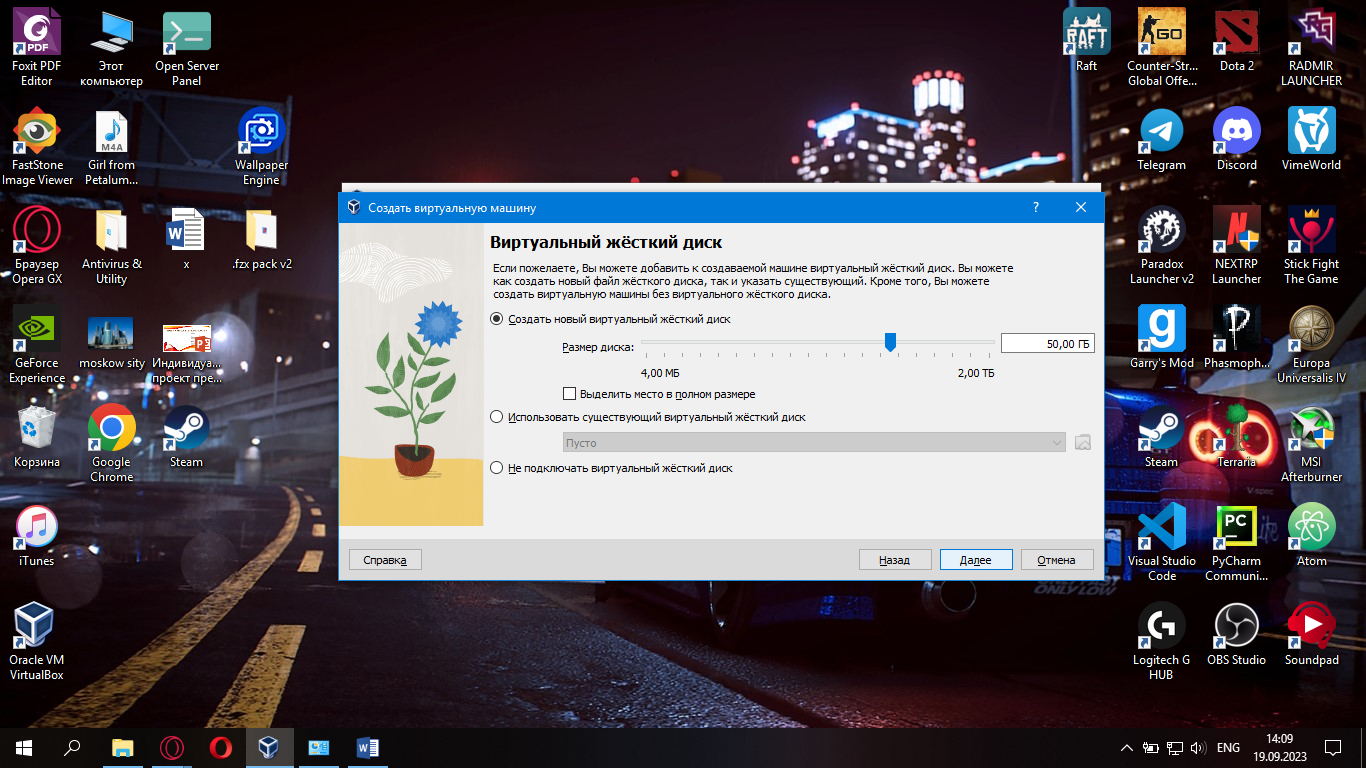 Foxit PDF
Editor
Этот
компьютер
Open Server
Panel
Raft
Counter-Str...
Global Offe...
Dota 2
RADMIR
LAUNCHER
FastStone
Image Viewer
Girl from
Petalum...
Wallpaper
Engine
Telegram
Discord
VimeWorld
Браузер
Opera GX
Antivirus &
Utility
x
.fzx pack v2
Paradox
Launcher v2
NEXTRP
Launcher
Stick Fight
The Game
GeForce
Experience
moskow sity
Индивидуа...
проект пре...
Garry's Mod
Phasmoph...
Europa
Universalis IV
Корзина
Google
Chrome
Steam
Steam
Terraria
MSI
Afterburner
iTunes
Visual Studio
Code
PyCharm
Communi...
Atom
Oracle VM
VirtualBox
Logitech G
HUB
OBS Studio
Soundpad
Создать виртуальную машину
Виртуальный жёсткий диск
Если пожелаете, Вы можете добавить к создаваемой машине виртуальный жёсткий диск. Вы можете
как создать новый файл жёсткого диска, так и указать существующий. Кроме того, Вы можете
создать виртуальную машины без виртуального жёсткого диска.
Создать новый виртуальный жёсткий диск
Размер диска:
50,00 ГБ
4,00 МБ
2,00 ТБ
Выделить место в полном размере
Использовать существующий виртуальный жёсткий диск
Пусто
Не подключать виртуальный жёсткий диск
Справка
Назад
Далее
Отмена
ONLY LOW
V-spec
ENG
14:09
19.09.2023